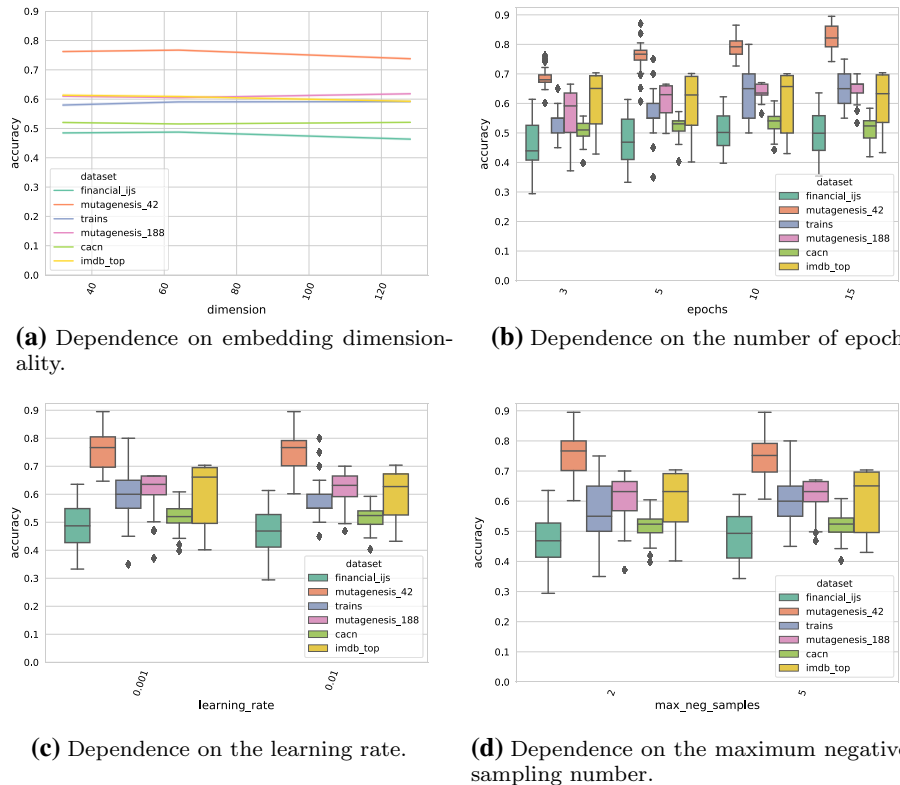 0.9
0.8
0.7
0.6
0.5
0.4
0.3
0.2
0.1
0.0
accuracy
dataset
financial_ijs
mutagenesis_42
trains
mutagenesis_188
cacn
imdb_top
40
60
80
100
120
dimension
(a) Dependence on embedding dimension-
ality.
0.9
0.8
0.7
0.6
0.5
0.4
0.3
0.2
0.1
0.0
accuracy
dataset
financial_ijs
mutagenesis_42
trains
mutagenesis_188
cacn
imdb_top
3
5
10
15
epochs
(b) Dependence on the number of epoch
0.9
0.8
0.7
0.6
0.5
0.4
0.3
0.2
0.1
0.0
accuracy
dataset
financial_ijs
mutagenesis_42
trains
mutagenesis_188
cacn
imdb_top
0.001
0.01
learning_rate
(c) Dependence on the learning rate.
0.9
0.8
0.7
0.6
0.5
0.4
0.3
0.2
0.1
0.0
accuracy
dataset
financial_ijs
mutagenesis_42
trains
mutagenesis_188
cacn
imdb_top
2
5
max_neg_samples
(d) Dependence on the maximum negative
sampling number.